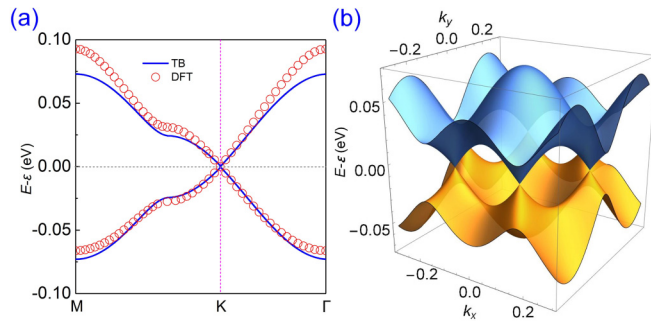 (a)
0.10
0.05
0.00
-0.05
-0.10
E-ε (eV)
TB
DFT
M
K
Γ
(b)
k_y
-0.2
0.0
0.2
0.05
0.00
-0.05
E-ε (eV)
-0.2
0.0
0.2
k_x